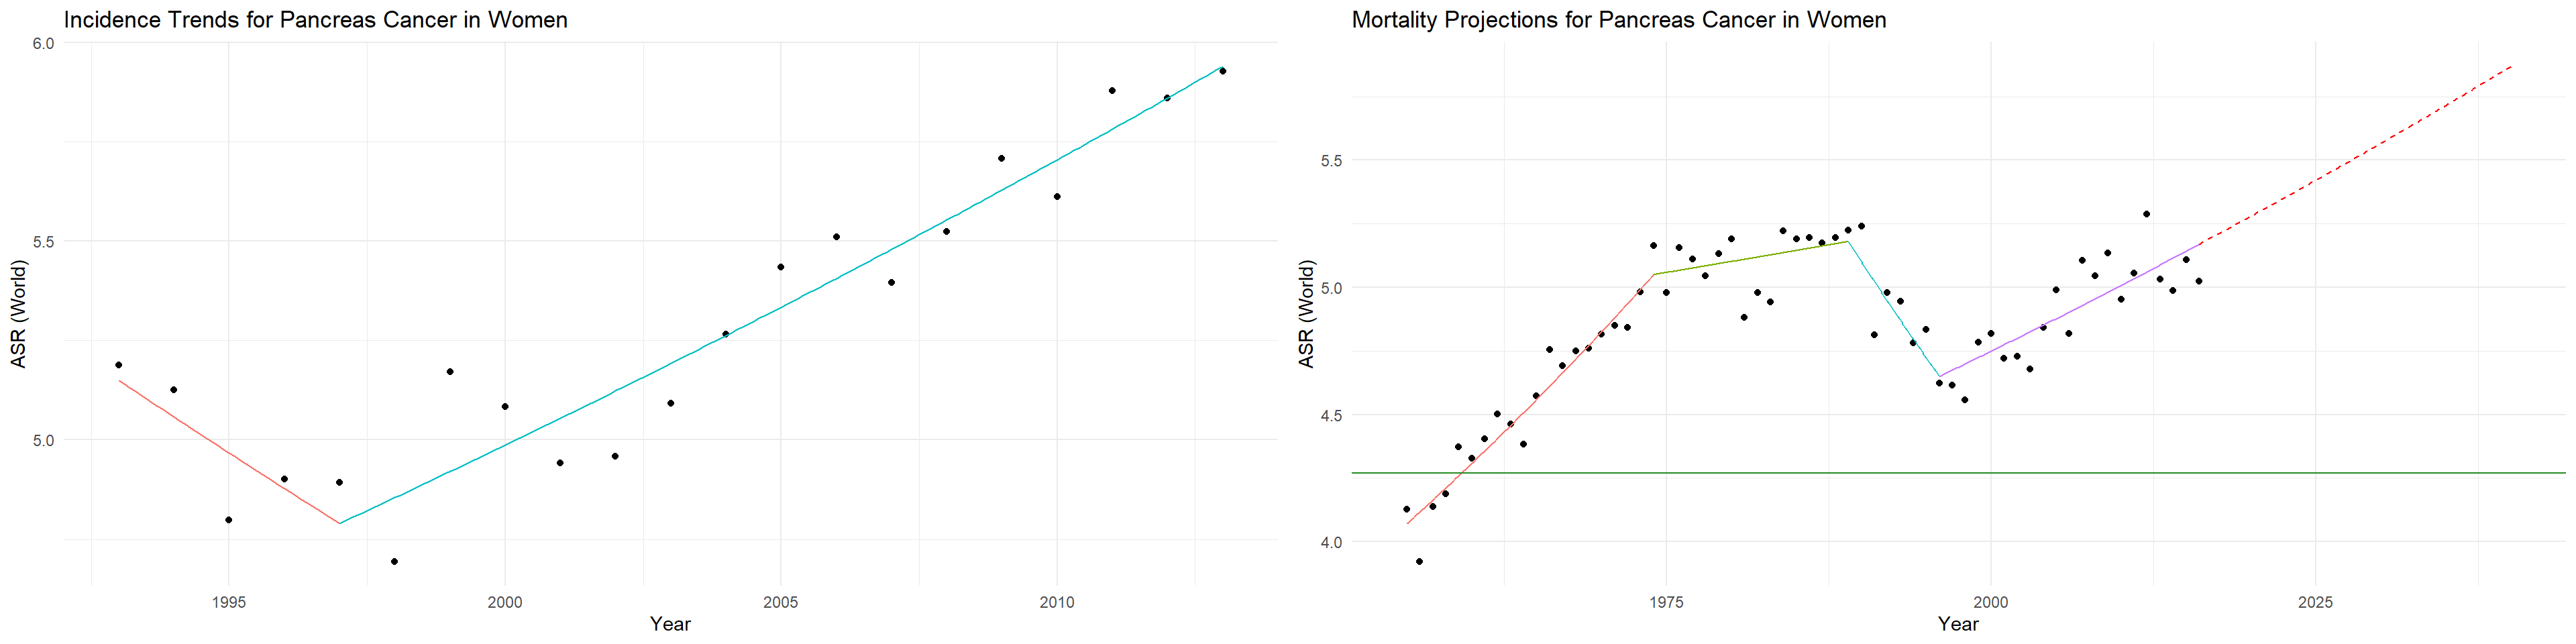 Incidence Trends for Pancreas Cancer in Women
6.0
5.5
5.0
ASR (World)
1995
2000
2005
2010
Year
Mortality Projections for Pancreas Cancer in Women
5.5
5.0
4.5
4.0
ASR (World)
1975
2000
2025
Year